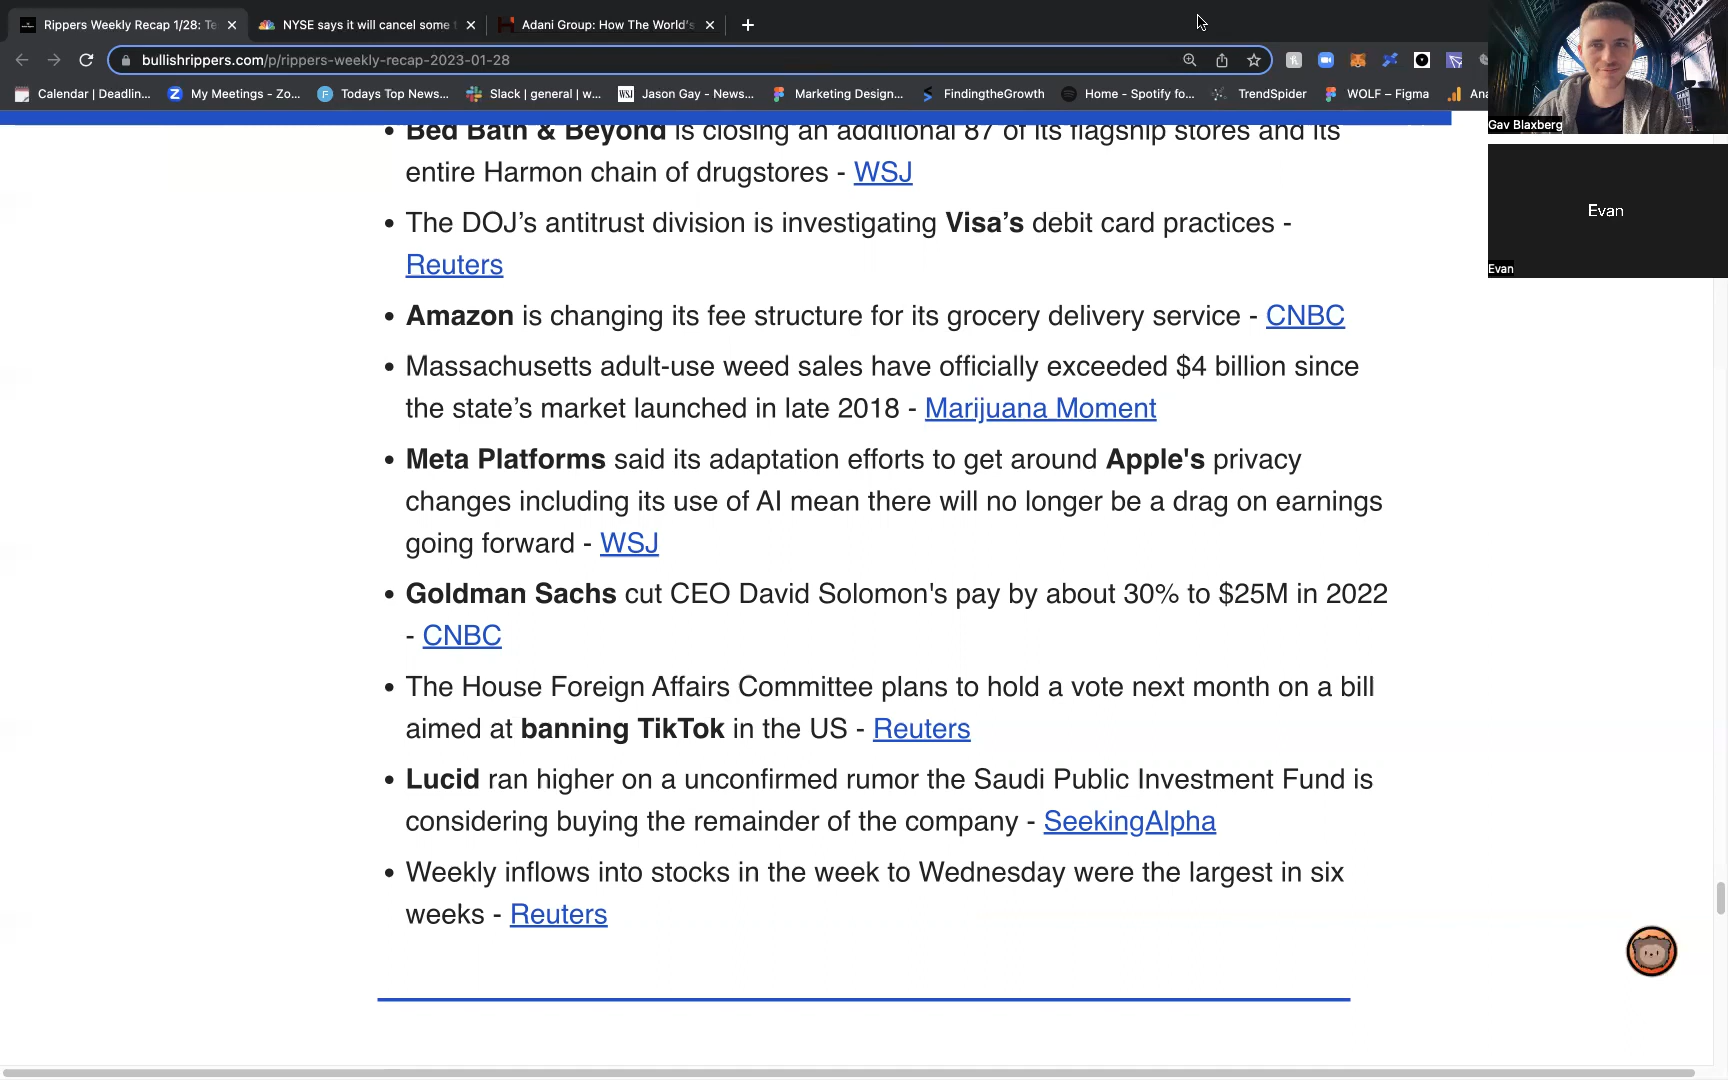 Rippers Weekly Recap 1/28: Te
NYSE says it will cancel some t
Adani Group: How The World's
bullishrippers.com/p/rippers-weekly-recap-2023-01-28
Calendar | Deadlin...
My Meetings - Zo...
Todays Top News...
Slack | general | w...
WSJ
Jason Gay - News...
Marketing Design...
FindingtheGrowth
Home - Spotify fo...
TrendSpider
WOLF – Figma
Ana
Gav Blaxberg
Evan
Evan
• Bed Bath & Beyond is closing an additional 87 of its flagship stores and its
entire Harmon chain of drugstores - WSJ
• The DOJ’s antitrust division is investigating Visa’s debit card practices -
Reuters
• Amazon is changing its fee structure for its grocery delivery service - CNBC
• Massachusetts adult-use weed sales have officially exceeded $4 billion since
the state’s market launched in late 2018 - Marijuana Moment
• Meta Platforms said its adaptation efforts to get around Apple's privacy
changes including its use of AI mean there will no longer be a drag on earnings
going forward - WSJ
• Goldman Sachs cut CEO David Solomon's pay by about 30% to $25M in 2022
- CNBC
• The House Foreign Affairs Committee plans to hold a vote next month on a bill
aimed at banning TikTok in the US - Reuters
• Lucid ran higher on a unconfirmed rumor the Saudi Public Investment Fund is
considering buying the remainder of the company - SeekingAlpha
• Weekly inflows into stocks in the week to Wednesday were the largest in six
weeks - Reuters